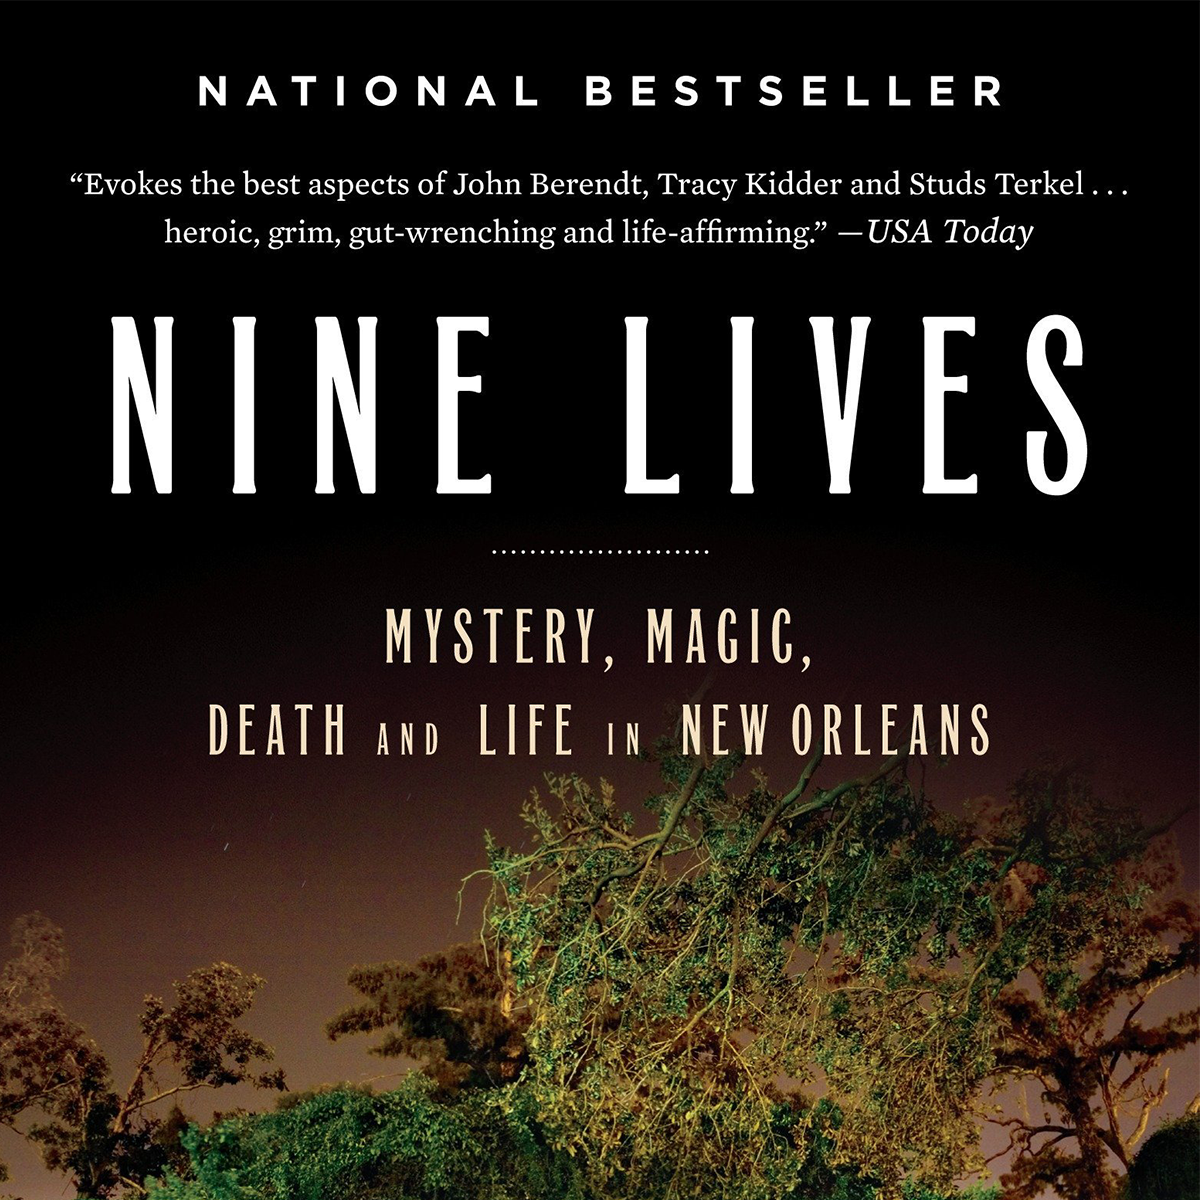 NATIONAL BESTSELLER
“Evokes the best aspects of John Berendt, Tracy Kidder and Studs Terkel . . .
heroic, grim, gut-wrenching and life-affirming.” —USA Today
NINE LIVES
MYSTERY, MAGIC,
DEATH AND LIFE IN NEW ORLEANS